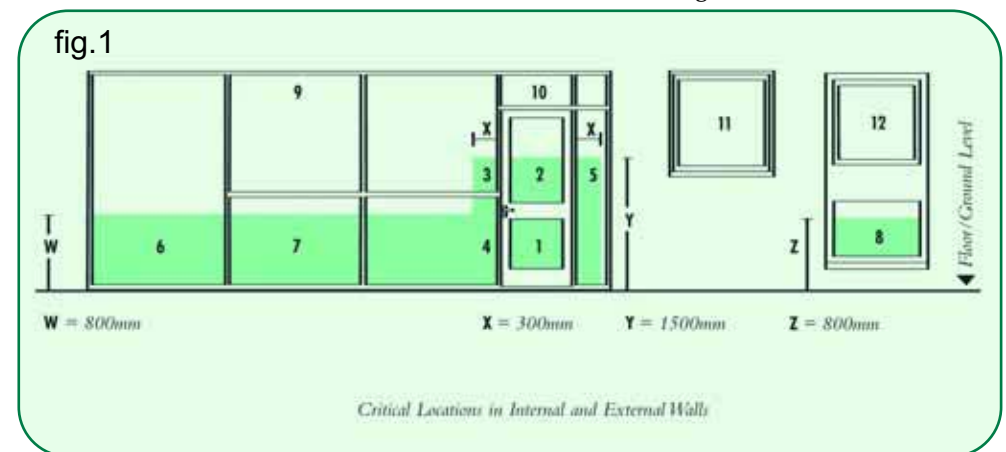 fig.1
9
10
11
12
X
X
3
2
5
W
Y
6
7
4
1
Z
8
Floor/Ground Level
W = 800mm
X = 300mm
Y = 1500mm
Z = 800mm
Critical Locations in Internal and External Walls